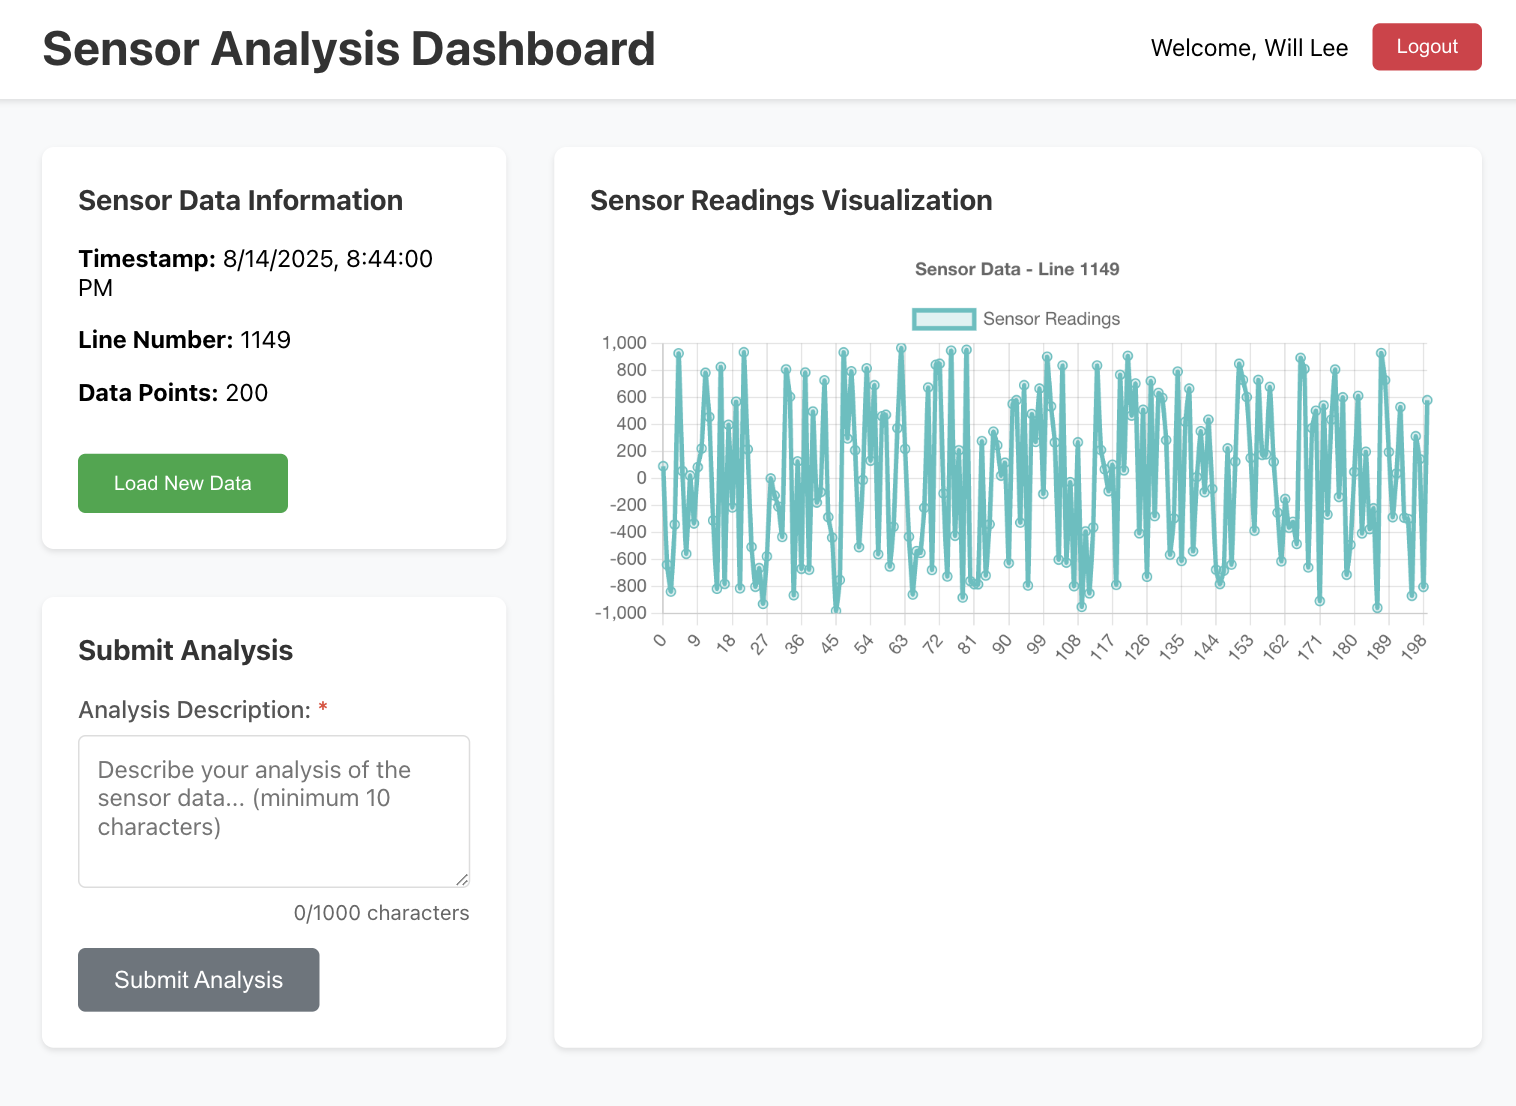 Sensor Analysis Dashboard
Welcome, Will Lee
Logout
Sensor Data Information
Timestamp: 8/14/2025, 8:44:00
PM
Line Number: 1149
Data Points: 200
Load New Data
Submit Analysis
Analysis Description: *
Describe your analysis of the
sensor data... (minimum 10
characters)
0/1000 characters
Submit Analysis
Sensor Readings Visualization
Sensor Data - Line 1149
Sensor Readings
1,000
800
600
400
200
0
-200
-400
-600
-800
-1,000
0 9 18 27 36 45 54 63 72 81 90 99 108 117 126 135 144 153 162 171 180 189 198